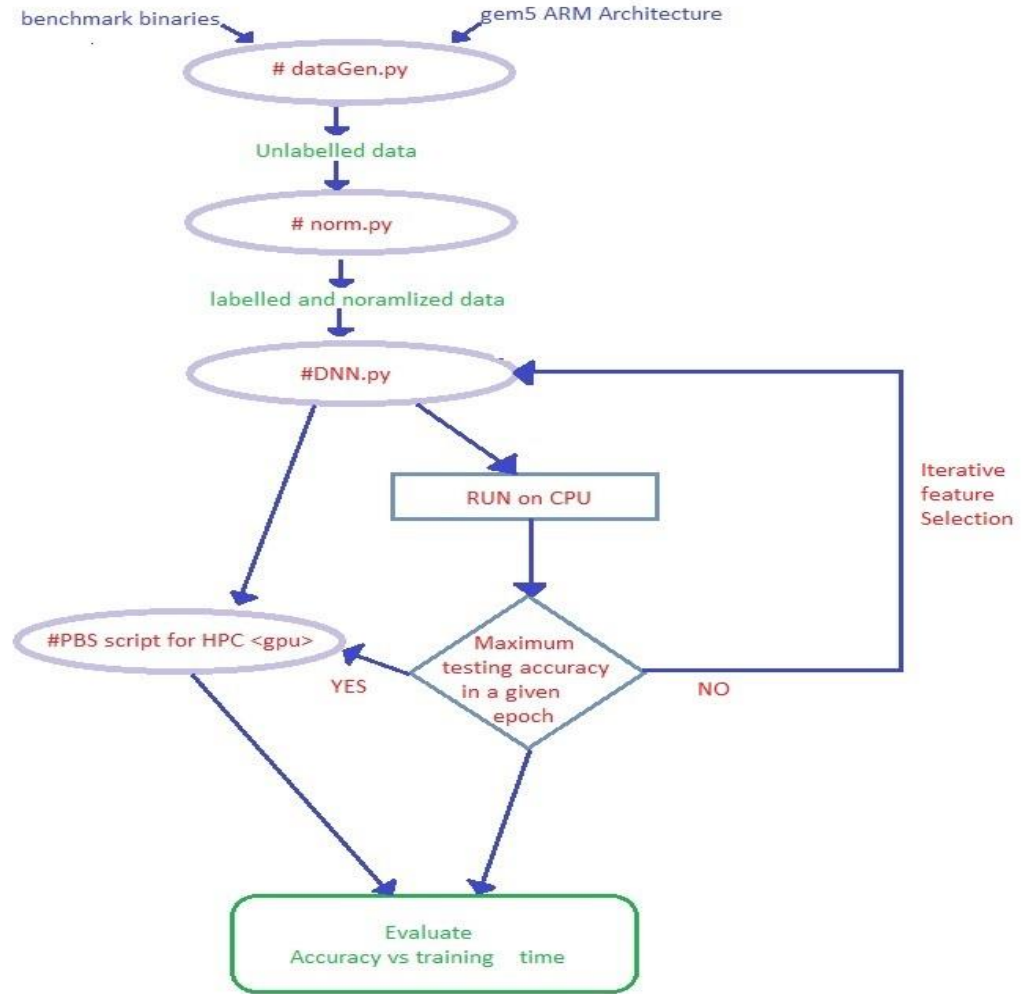 benchmark binaries
gem5 ARM Architecture
# dataGen.py
Unlabelled data
# norm.py
labelled and noramlized data
#DNN.py
RUN on CPU
Iterative
feature
Selection
#PBS script for HPC <gpu>
Maximum
testing accuracy
in a given
epoch
YES
NO
Evaluate
Accuracy vs training time